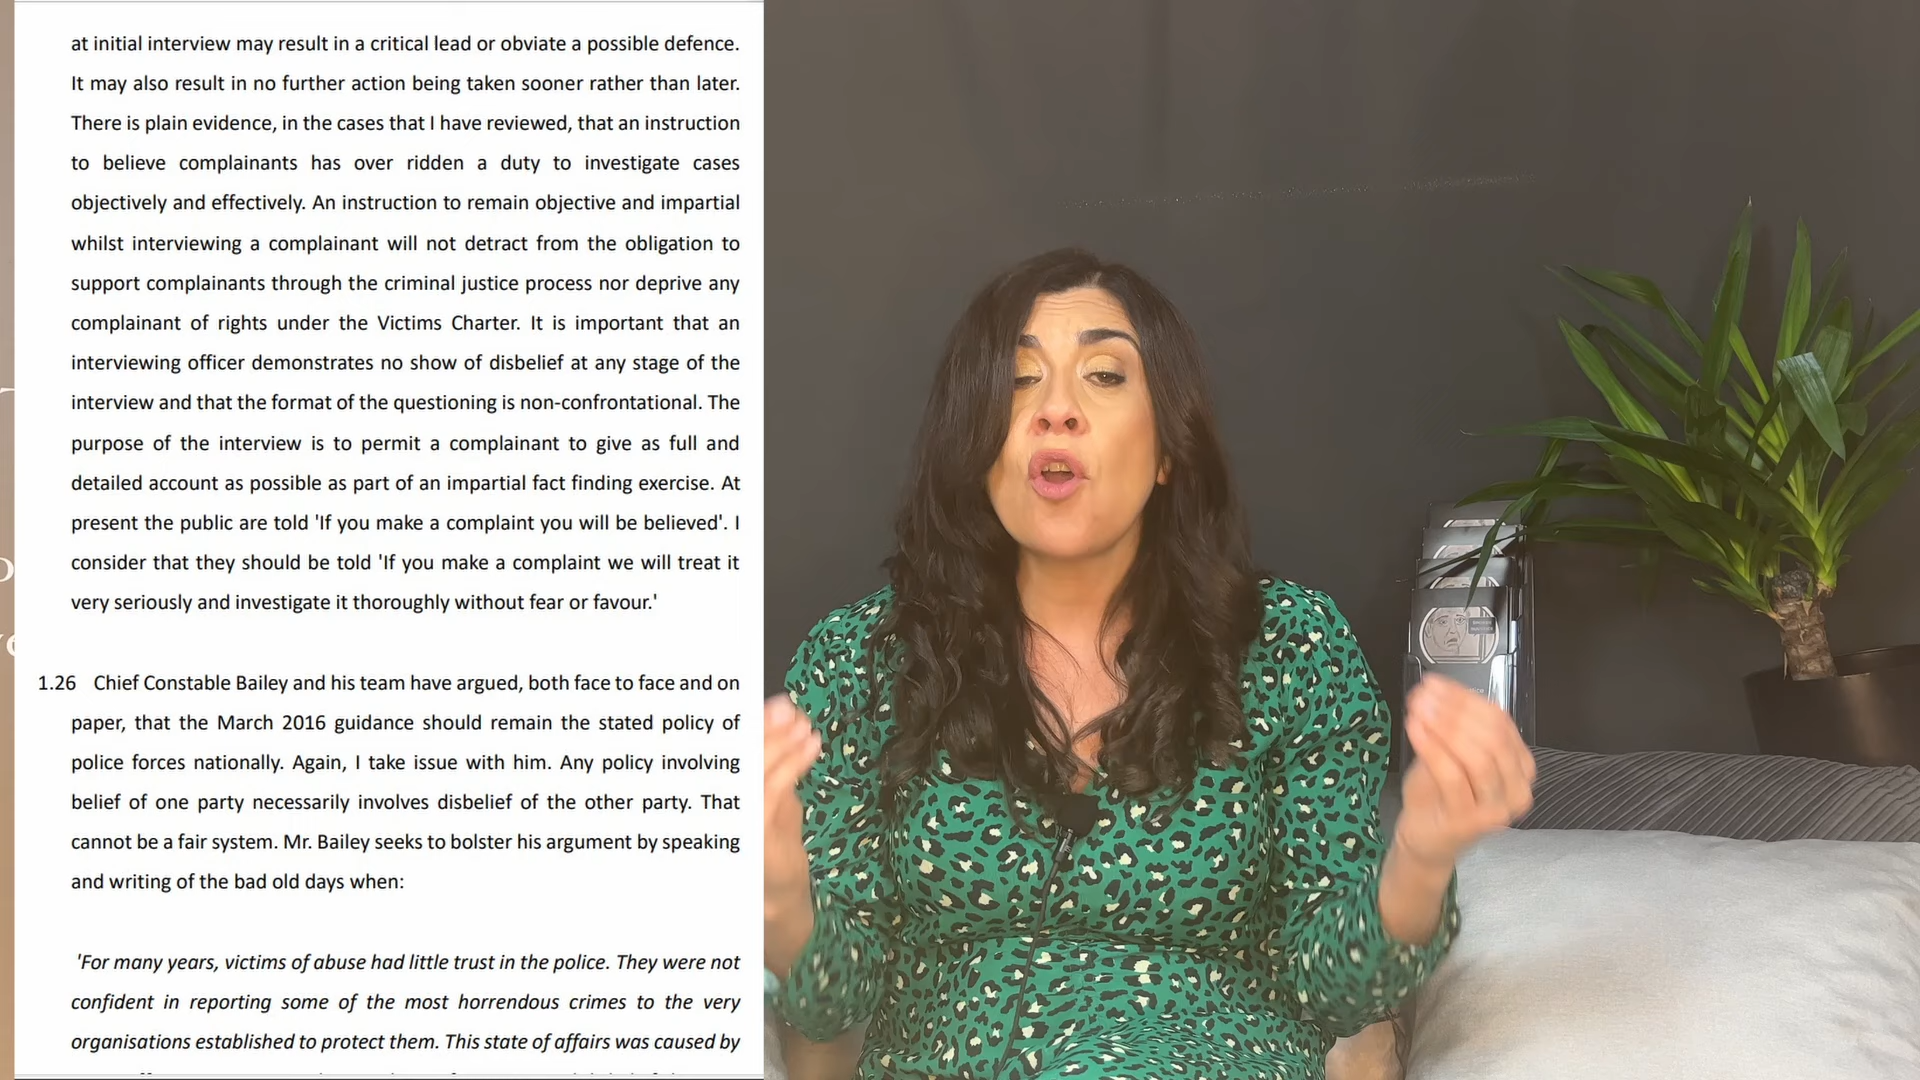 at initial interview may result in a critical lead or obviate a possible defence.
It may also result in no further action being taken sooner rather than later.
There is plain evidence, in the cases that I have reviewed, that an instruction
to believe complainants has over ridden a duty to investigate cases
objectively and effectively. An instruction to remain objective and impartial
whilst interviewing a complainant will not detract from the obligation to
support complainants through the criminal justice process nor deprive any
complainant of rights under the Victims Charter. It is important that an
interviewing officer demonstrates no show of disbelief at any stage of the
interview and that the format of the questioning is non-confrontational. The
purpose of the interview is to permit a complainant to give as full and
detailed account as possible as part of an impartial fact finding exercise. At
present the public are told 'If you make a complaint you will be believed'. I
consider that they should be told 'If you make a complaint we will treat it
very seriously and investigate it thoroughly without fear or favour.'
1.26 Chief Constable Bailey and his team have argued, both face to face and on
paper, that the March 2016 guidance should remain the stated policy of
police forces nationally. Again, I take issue with him. Any policy involving
belief of one party necessarily involves disbelief of the other party. That
cannot be a fair system. Mr. Bailey seeks to bolster his argument by speaking
and writing of the bad old days when:
'For many years, victims of abuse had little trust in the police. They were not
confident in reporting some of the most horrendous crimes to the very
organisations established to protect them. This state of affairs was caused by